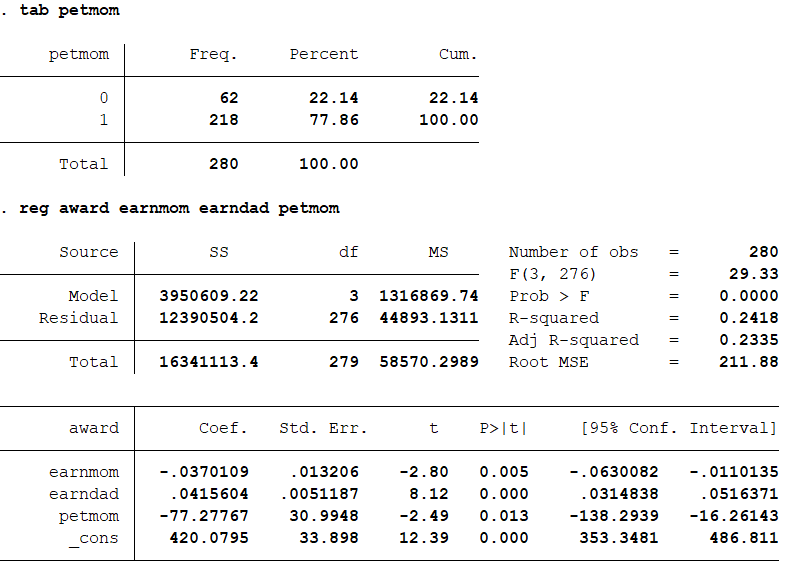 . tab petmom
petmom Freq. Percent Cum.
0 62 22.14 22.14
1 218 77.86 100.00
Total 280 100.00
. reg award earnmom earndad petmom
Source SS df MS Number of obs = 280
F(3, 276) = 29.33
Model 3950609.22 3 1316869.74 Prob > F = 0.0000
Residual 12390504.2 276 44893.1311 R-squared = 0.2418
Adj R-squared = 0.2335
Total 16341113.4 279 58570.2989 Root MSE = 211.88
award Coef. Std. Err. t P>|t| [95% Conf. Interval]
earnmom -.0370109 .013206 -2.80 0.005 -.0630082 -.0110135
earndad .0415604 .0051187 8.12 0.000 .0314838 .0516371
petmom -77.27767 30.9948 -2.49 0.013 -138.2939 -16.26143
_cons 420.0795 33.898 12.39 0.000 353.3481 486.811